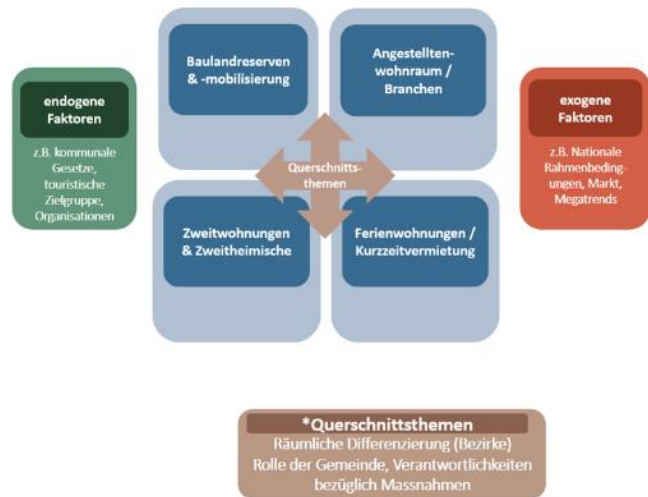 Baulandreserven
& -mobilisierung
Angestellten-
wohnraum /
Branchen
endogene
Faktoren
z.B. kommunale
Gesetze,
touristische
Zielgruppe,
Organisationen
Querschnitts-
themen
exogene
Faktoren
z.B. Nationale
Rahmenbeding-
ungen, Markt,
Megatrends
Zweitwohnungen
& Zweitheimische
Ferienwohnungen /
Kurzzeitvermietung
*Querschnittsthemen
Räumliche Differenzierung (Bezirke)
Rolle der Gemeinde, Verantwortlichkeiten
bezüglich Massnahmen